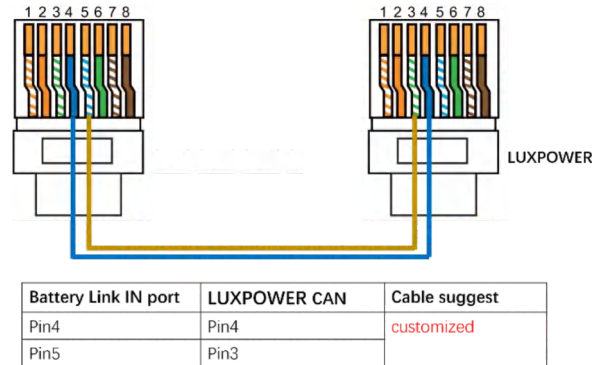 1 2 3 4 5 6 7 8
1 2 3 4 5 6 7 8
LUXPOWER
Battery Link IN port LUXPOWER CAN Cable suggest
Pin4 Pin4 customized
Pin5 Pin3